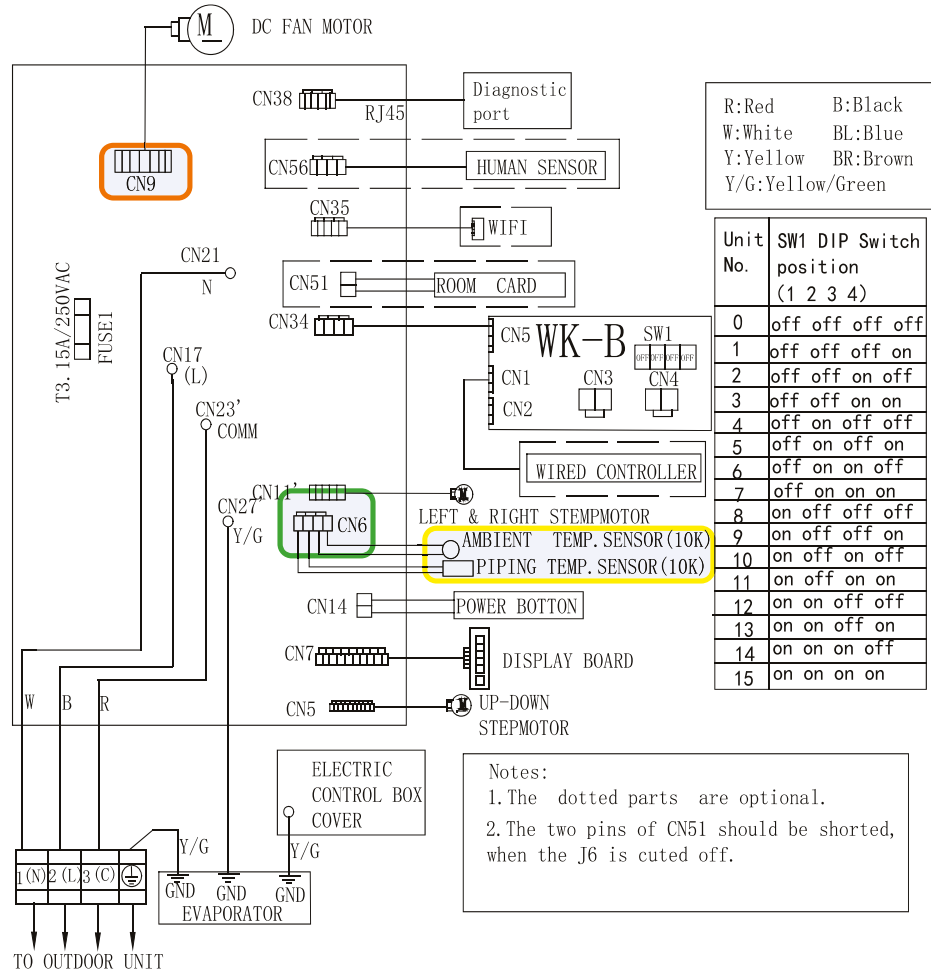 M
DC FAN MOTOR
CN38
RJ45
Diagnostic
port
CN56
HUMAN SENSOR
CN9
CN35
WIFI
CN21
N
CN51
ROOM CARD
CN34
CN5
WK-B
SW1
OFF OFF OFF OFF
CN1
CN3
CN4
CN2
T3.15A/250VAC
FUSE1
CN17
(L)
CN23'
COMM
WIRED CONTROLLER
CN11'
CN27'
Y/G
CN6
LEFT & RIGHT STEMPMOTOR
AMBIENT TEMP.SENSOR(10K)
PIPING TEMP.SENSOR(10K)
CN14
POWER BOTTON
CN7
DISPLAY BOARD
CN5
UP-DOWN
STEPMOTOR
W
B
R
ELECTRIC
CONTROL BOX
COVER
Y/G
Y/G
1(N) 2(L) 3(C)
GND
GND
GND
EVAPORATOR
TO OUTDOOR UNIT
R:Red B:Black
W:White BL:Blue
Y:Yellow BR:Brown
Y/G:Yellow/Green
Unit SW1 DIP Switch
No. position
(1 2 3 4)
0 off off off off
1 off off off on
2 off off on off
3 off off on on
4 off on off off
5 off on off on
6 off on on off
7 off on on on
8 on off off off
9 on off off on
10 on off on off
11 on off on on
12 on on off off
13 on on off on
14 on on on off
15 on on on on
Notes:
1.The dotted parts are optional.
2.The two pins of CN51 should be shorted,
when the J6 is cuted off.